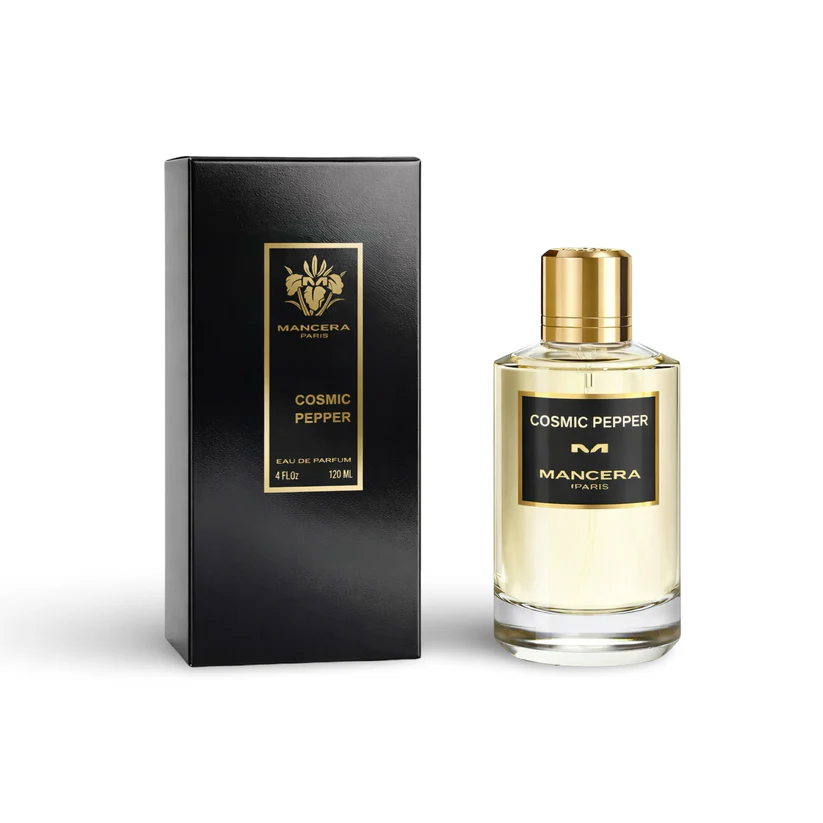 MANCERA
PARIS
COSMIC
PEPPER
EAU DE PARFUM
4 FL.Oz 120 ML
COSMIC PEPPER
M
MANCERA
PARIS